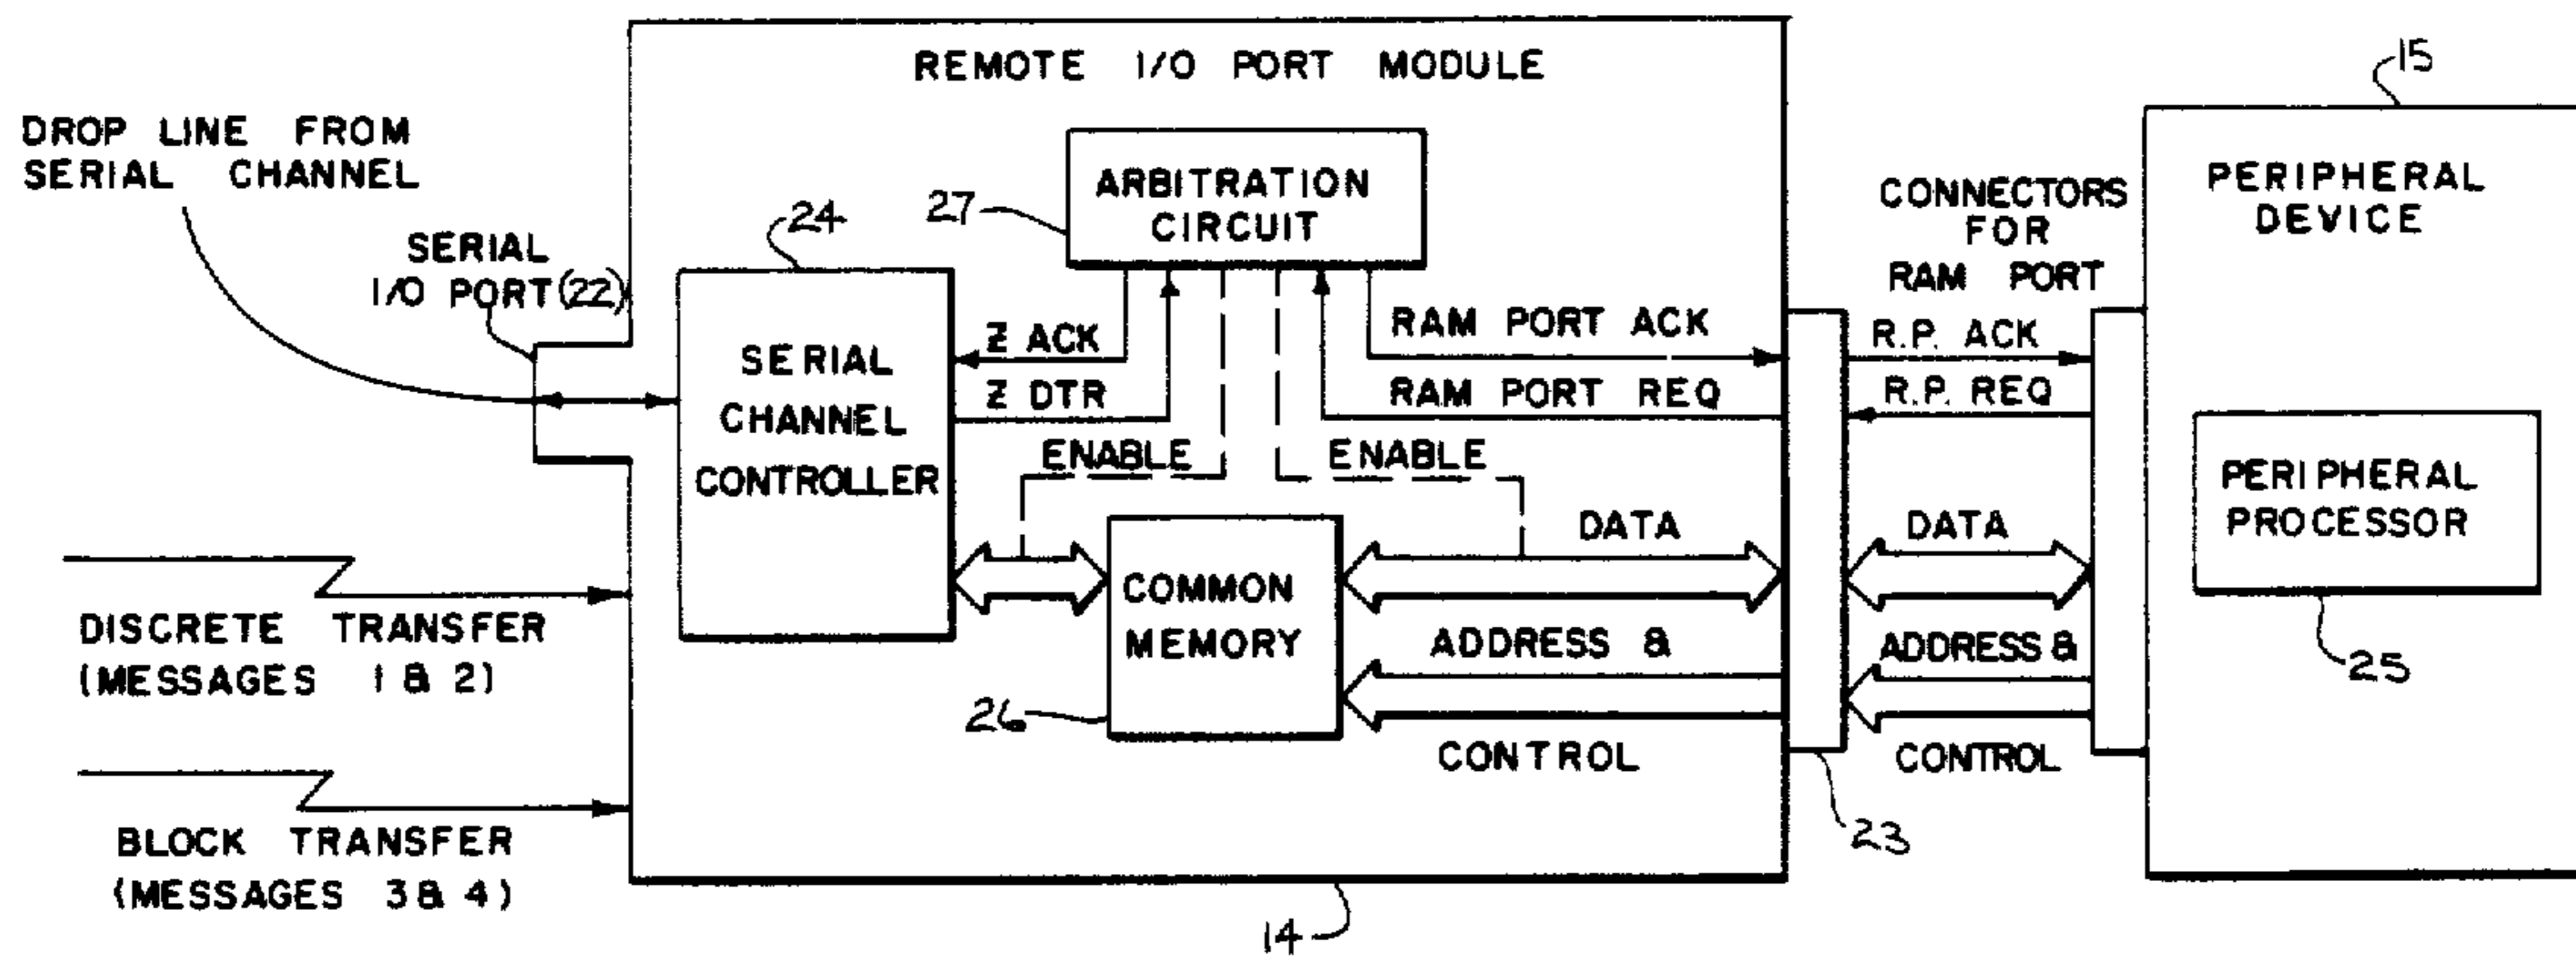 REMOTE I/O PORT MODULE
15
DROP LINE FROM
SERIAL CHANNEL
ARBITRATION
CIRCUIT
27
24
SERIAL
I/O PORT (22)
CONNECTORS
FOR
RAM PORT
PERIPHERAL
DEVICE
SERIAL
CHANNEL
CONTROLLER
Z ACK
Z DTR
RAM PORT ACK
RAM PORT REQ
R.P. ACK
R.P. REQ
ENABLE
ENABLE
PERIPHERAL
PROCESSOR
25
COMMON
MEMORY
26
DATA
DATA
ADDRESS &
CONTROL
ADDRESS &
CONTROL
DISCRETE TRANSFER
(MESSAGES 1 & 2)
BLOCK TRANSFER
(MESSAGES 3 & 4)
23
14